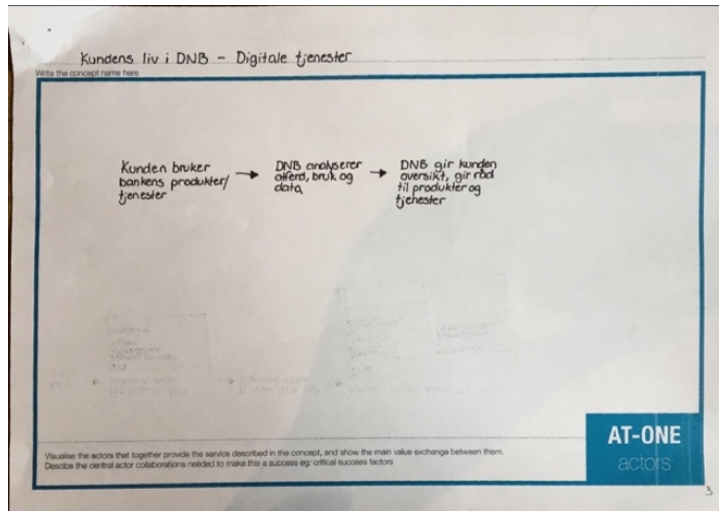 Kundens liv i DNB - Digitale tjenester
Write the concept name here
Kunden bruker
bankens produkter/
tjenester
→ DNB analyserer
atferd, bruk og
data
→ DNB gir kunden
oversikt, gir råd
til produkter og
tjenester
AT-ONE
actors
Visualise the actors that together provide the service described in the concept, and show the main value exchange between them.
Describe the central actor collaborations needed to make this a success eg: critical success factors
3